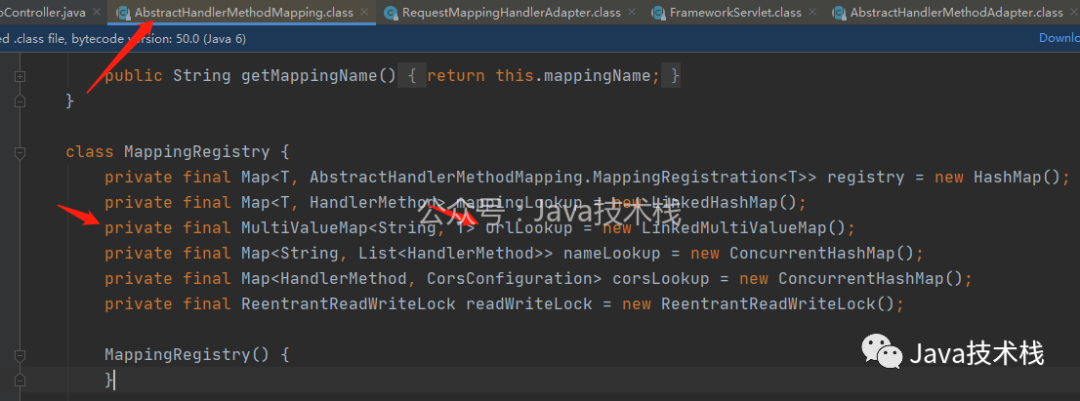 oController.java × AbstractHandlerMethodMapping.class × RequestMappingHandlerAdapter.class × FrameworkServlet.class × AbstractHandlerMethodAdapter.class ×
ed .class file, bytecode version: 50.0 (Java 6) Downlo
public String getMappingName() { return this.mappingName; }
}
class MappingRegistry {
private final Map<T, AbstractHandlerMethodMapping.MappingRegistration<T>> registry = new HashMap();
private final Map<T, HandlerMethod> mappingLookup = new LinkedHashMap();
公众号:Java技术栈
private final MultiValueMap<String, T> urlLookup = new LinkedMultiValueMap();
private final Map<String, List<HandlerMethod>> nameLookup = new ConcurrentHashMap();
private final Map<HandlerMethod, CorsConfiguration> corsLookup = new ConcurrentHashMap();
private final ReentrantReadWriteLock readWriteLock = new ReentrantReadWriteLock();
MappingRegistry() {
Java技术栈
}